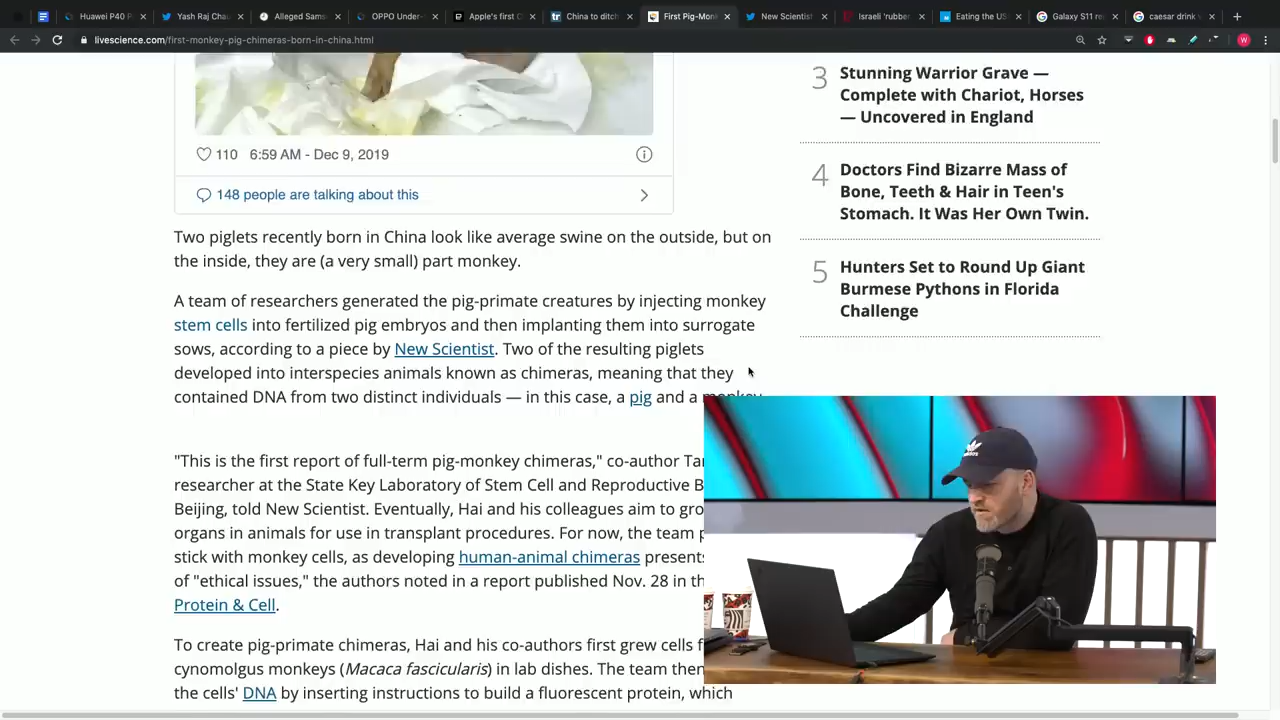 Huawei P40 P
Yash Raj Chau
Alleged Sams
OPPO Under-
Apple's first C
China to ditch
First Pig-Monk
New Scientist
Israeli 'rubber
Eating the US
Galaxy S11 re
caesar drink
livescience.com/first-monkey-pig-chimeras-born-in-china.html
W
110 6:59 AM - Dec 9, 2019
148 people are talking about this
Two piglets recently born in China look like average swine on the outside, but on
the inside, they are (a very small) part monkey.
A team of researchers generated the pig-primate creatures by injecting monkey
stem cells into fertilized pig embryos and then implanting them into surrogate
sows, according to a piece by New Scientist. Two of the resulting piglets
developed into interspecies animals known as chimeras, meaning that they
contained DNA from two distinct individuals — in this case, a pig and a monkey
"This is the first report of full-term pig-monkey chimeras," co-author Ta
researcher at the State Key Laboratory of Stem Cell and Reproductive B
Beijing, told New Scientist. Eventually, Hai and his colleagues aim to gro
organs in animals for use in transplant procedures. For now, the team p
stick with monkey cells, as developing human-animal chimeras present
of "ethical issues," the authors noted in a report published Nov. 28 in th
Protein & Cell.
To create pig-primate chimeras, Hai and his co-authors first grew cells f
cynomolgus monkeys (Macaca fascicularis) in lab dishes. The team then
the cells' DNA by inserting instructions to build a fluorescent protein, which
3 Stunning Warrior Grave —
Complete with Chariot, Horses
— Uncovered in England
4 Doctors Find Bizarre Mass of
Bone, Teeth & Hair in Teen's
Stomach. It Was Her Own Twin.
5 Hunters Set to Round Up Giant
Burmese Pythons in Florida
Challenge